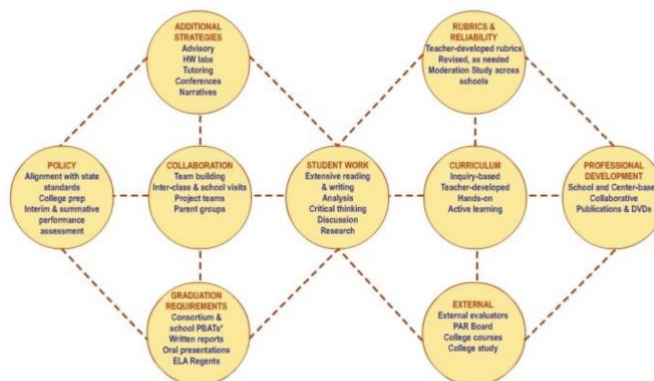 ADDITIONAL
STRATEGIES
Advisory
HW labs
Tutoring
Conferences
Narratives
RUBRICS &
RELIABILITY
Teacher-developed rubrics
Revised, as needed
Moderation Study across
schools
POLICY
Alignment with state
standards
College prep
Interim & summative
performance
assessment
COLLABORATION
Team building
Inter-class & school visits
Project teams
Parent groups
STUDENT WORK
Extensive reading
& writing
Analysis
Critical thinking
Discussion
Research
CURRICULUM
Inquiry-based
Teacher-developed
Hands-on
Active learning
PROFESSIONAL
DEVELOPMENT
School and Center-based
Collaborative
Publications & DVDs
GRADUATION
REQUIREMENTS
Consortium &
school PBATs*
Written reports
Oral presentations
ELA Regents
EXTERNAL
External evaluators
PAR Board
College courses
College study